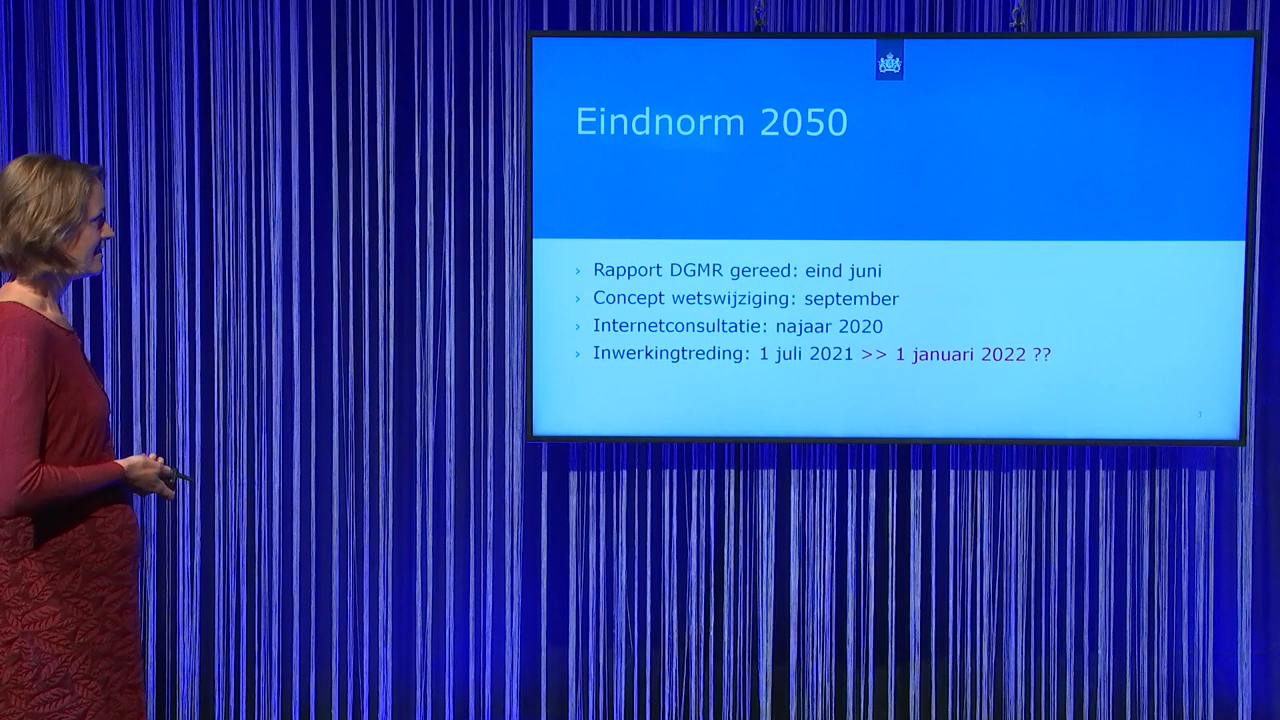 Eindnorm 2050
› Rapport DGMR gereed: eind juni
› Concept wetswijziging: september
› Internetconsultatie: najaar 2020
› Inwerkingtreding: 1 juli 2021 >> 1 januari 2022 ??
3